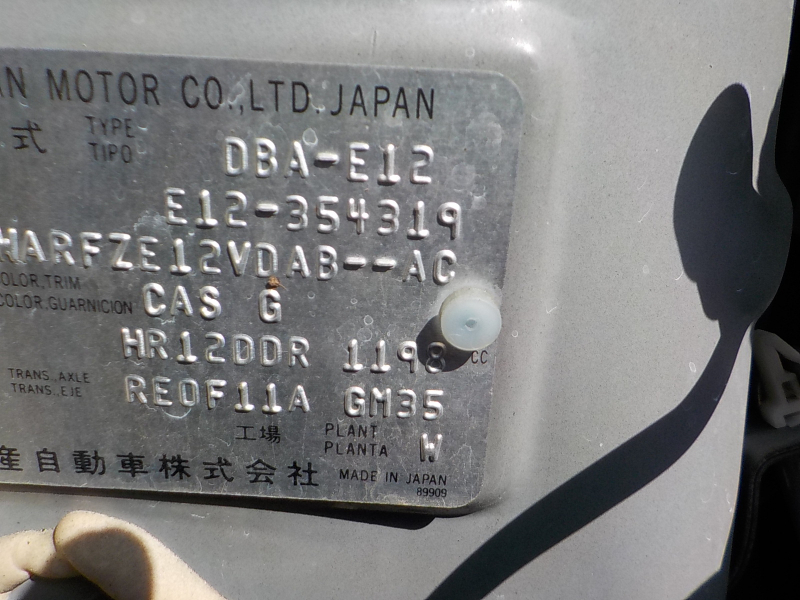 AN MOTOR CO.,LTD. JAPAN
式 TYPE TIPO DBA-E12
E12-354319
HARFZE12VDAB--AC
COLOR,TRIM
COLOR,GUARNICION CAS G
HR12DDR 1198 CC
TRANS.,AXLE
TRANS.,EJE RE0F11A GM35
工場 PLANT PLANTA W
産自動車株式会社 MADE IN JAPAN
89909